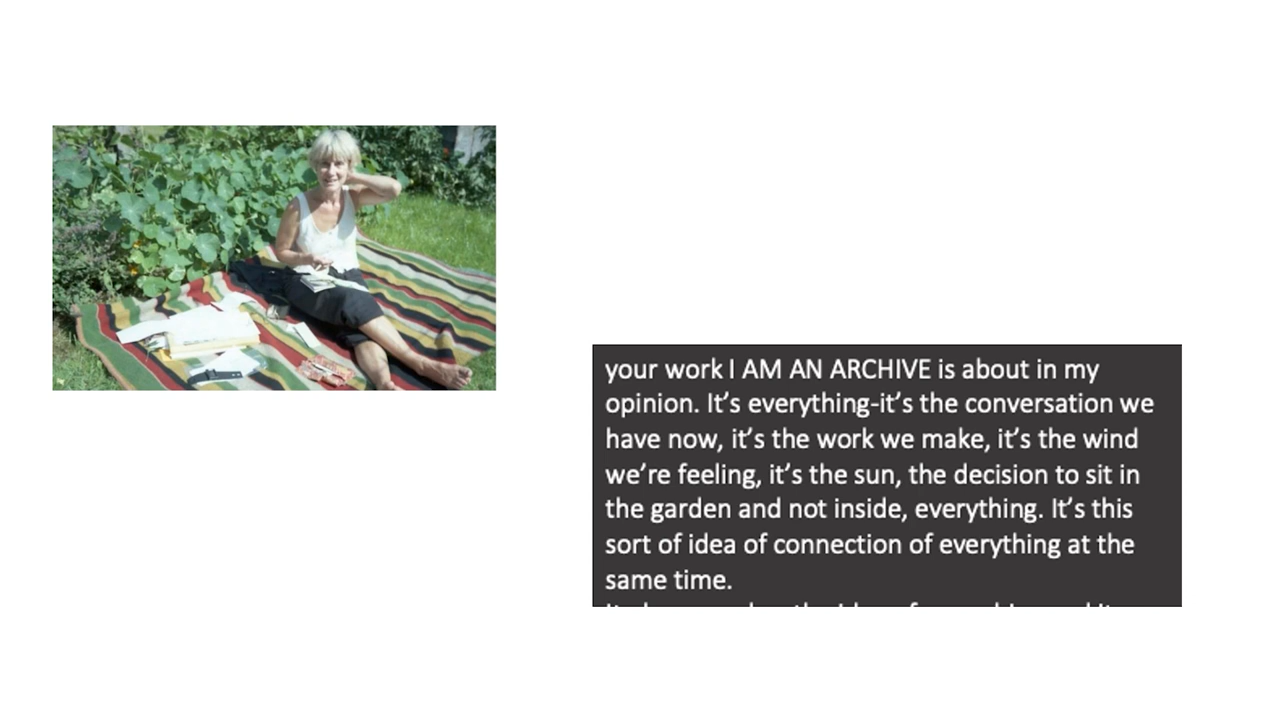 your work I AM AN ARCHIVE is about in my
opinion. It’s everything-it’s the conversation we
have now, it’s the work we make, it’s the wind
we’re feeling, it’s the sun, the decision to sit in
the garden and not inside, everything. It’s this
sort of idea of connection of everything at the
same time.